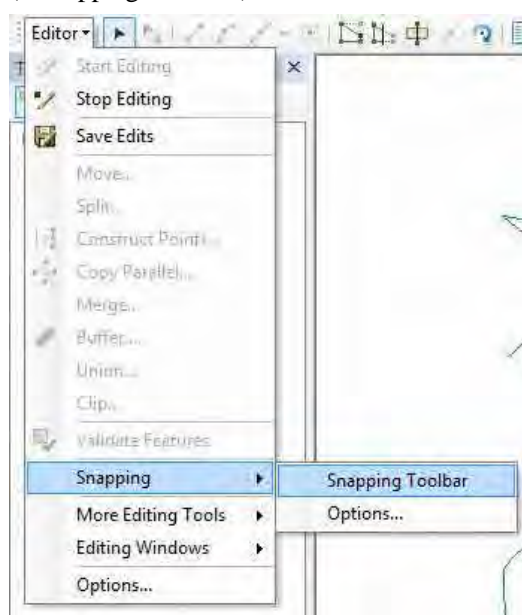 Editor
Start Editing
Stop Editing
Save Edits
Move...
Split...
Construct Points...
Copy Parallel...
Merge...
Buffer...
Union...
Clip...
Validate Features
Snapping
Snapping Toolbar
More Editing Tools
Options...
Editing Windows
Options...